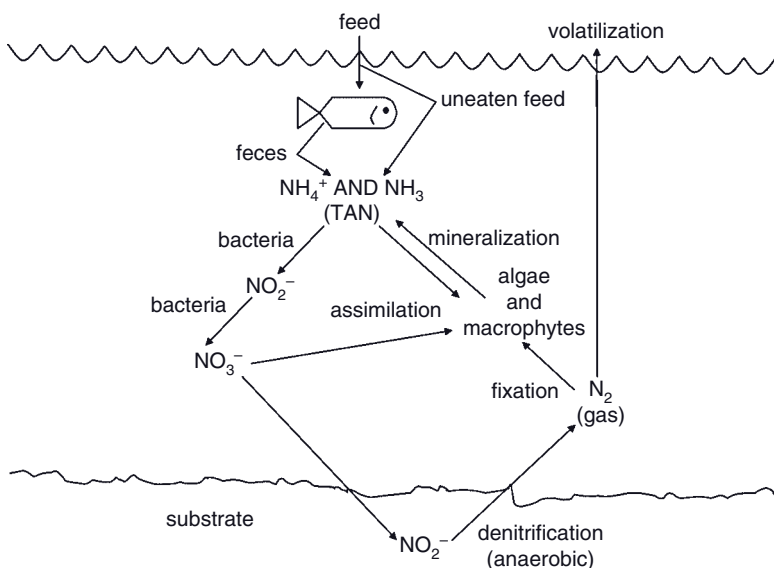 feed
volatilization
uneaten feed
feces
NH₄⁺ AND NH₃
(TAN)
bacteria
mineralization
NO₂⁻
algae
and
macrophytes
bacteria
assimilation
NO₃⁻
fixation
N₂
(gas)
substrate
NO₂⁻
denitrification
(anaerobic)